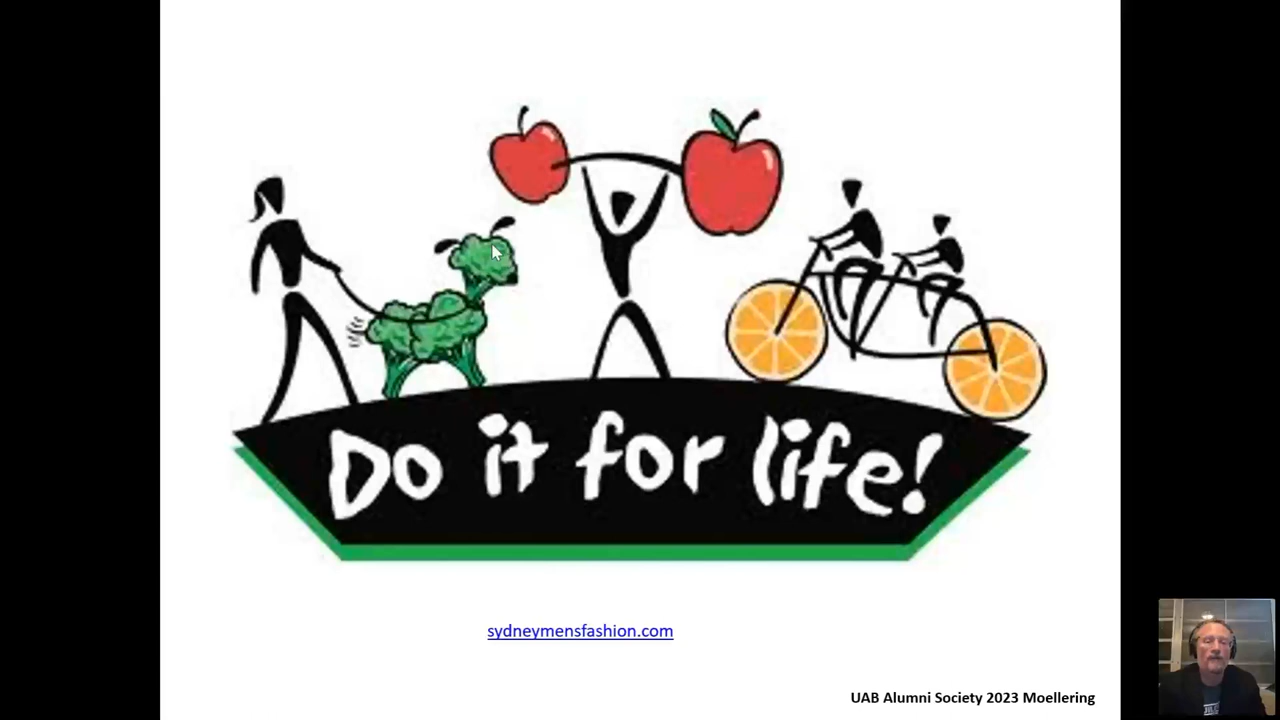 Do it for life!
sydneymensfashion.com
UAB Alumni Society 2023 Moellering